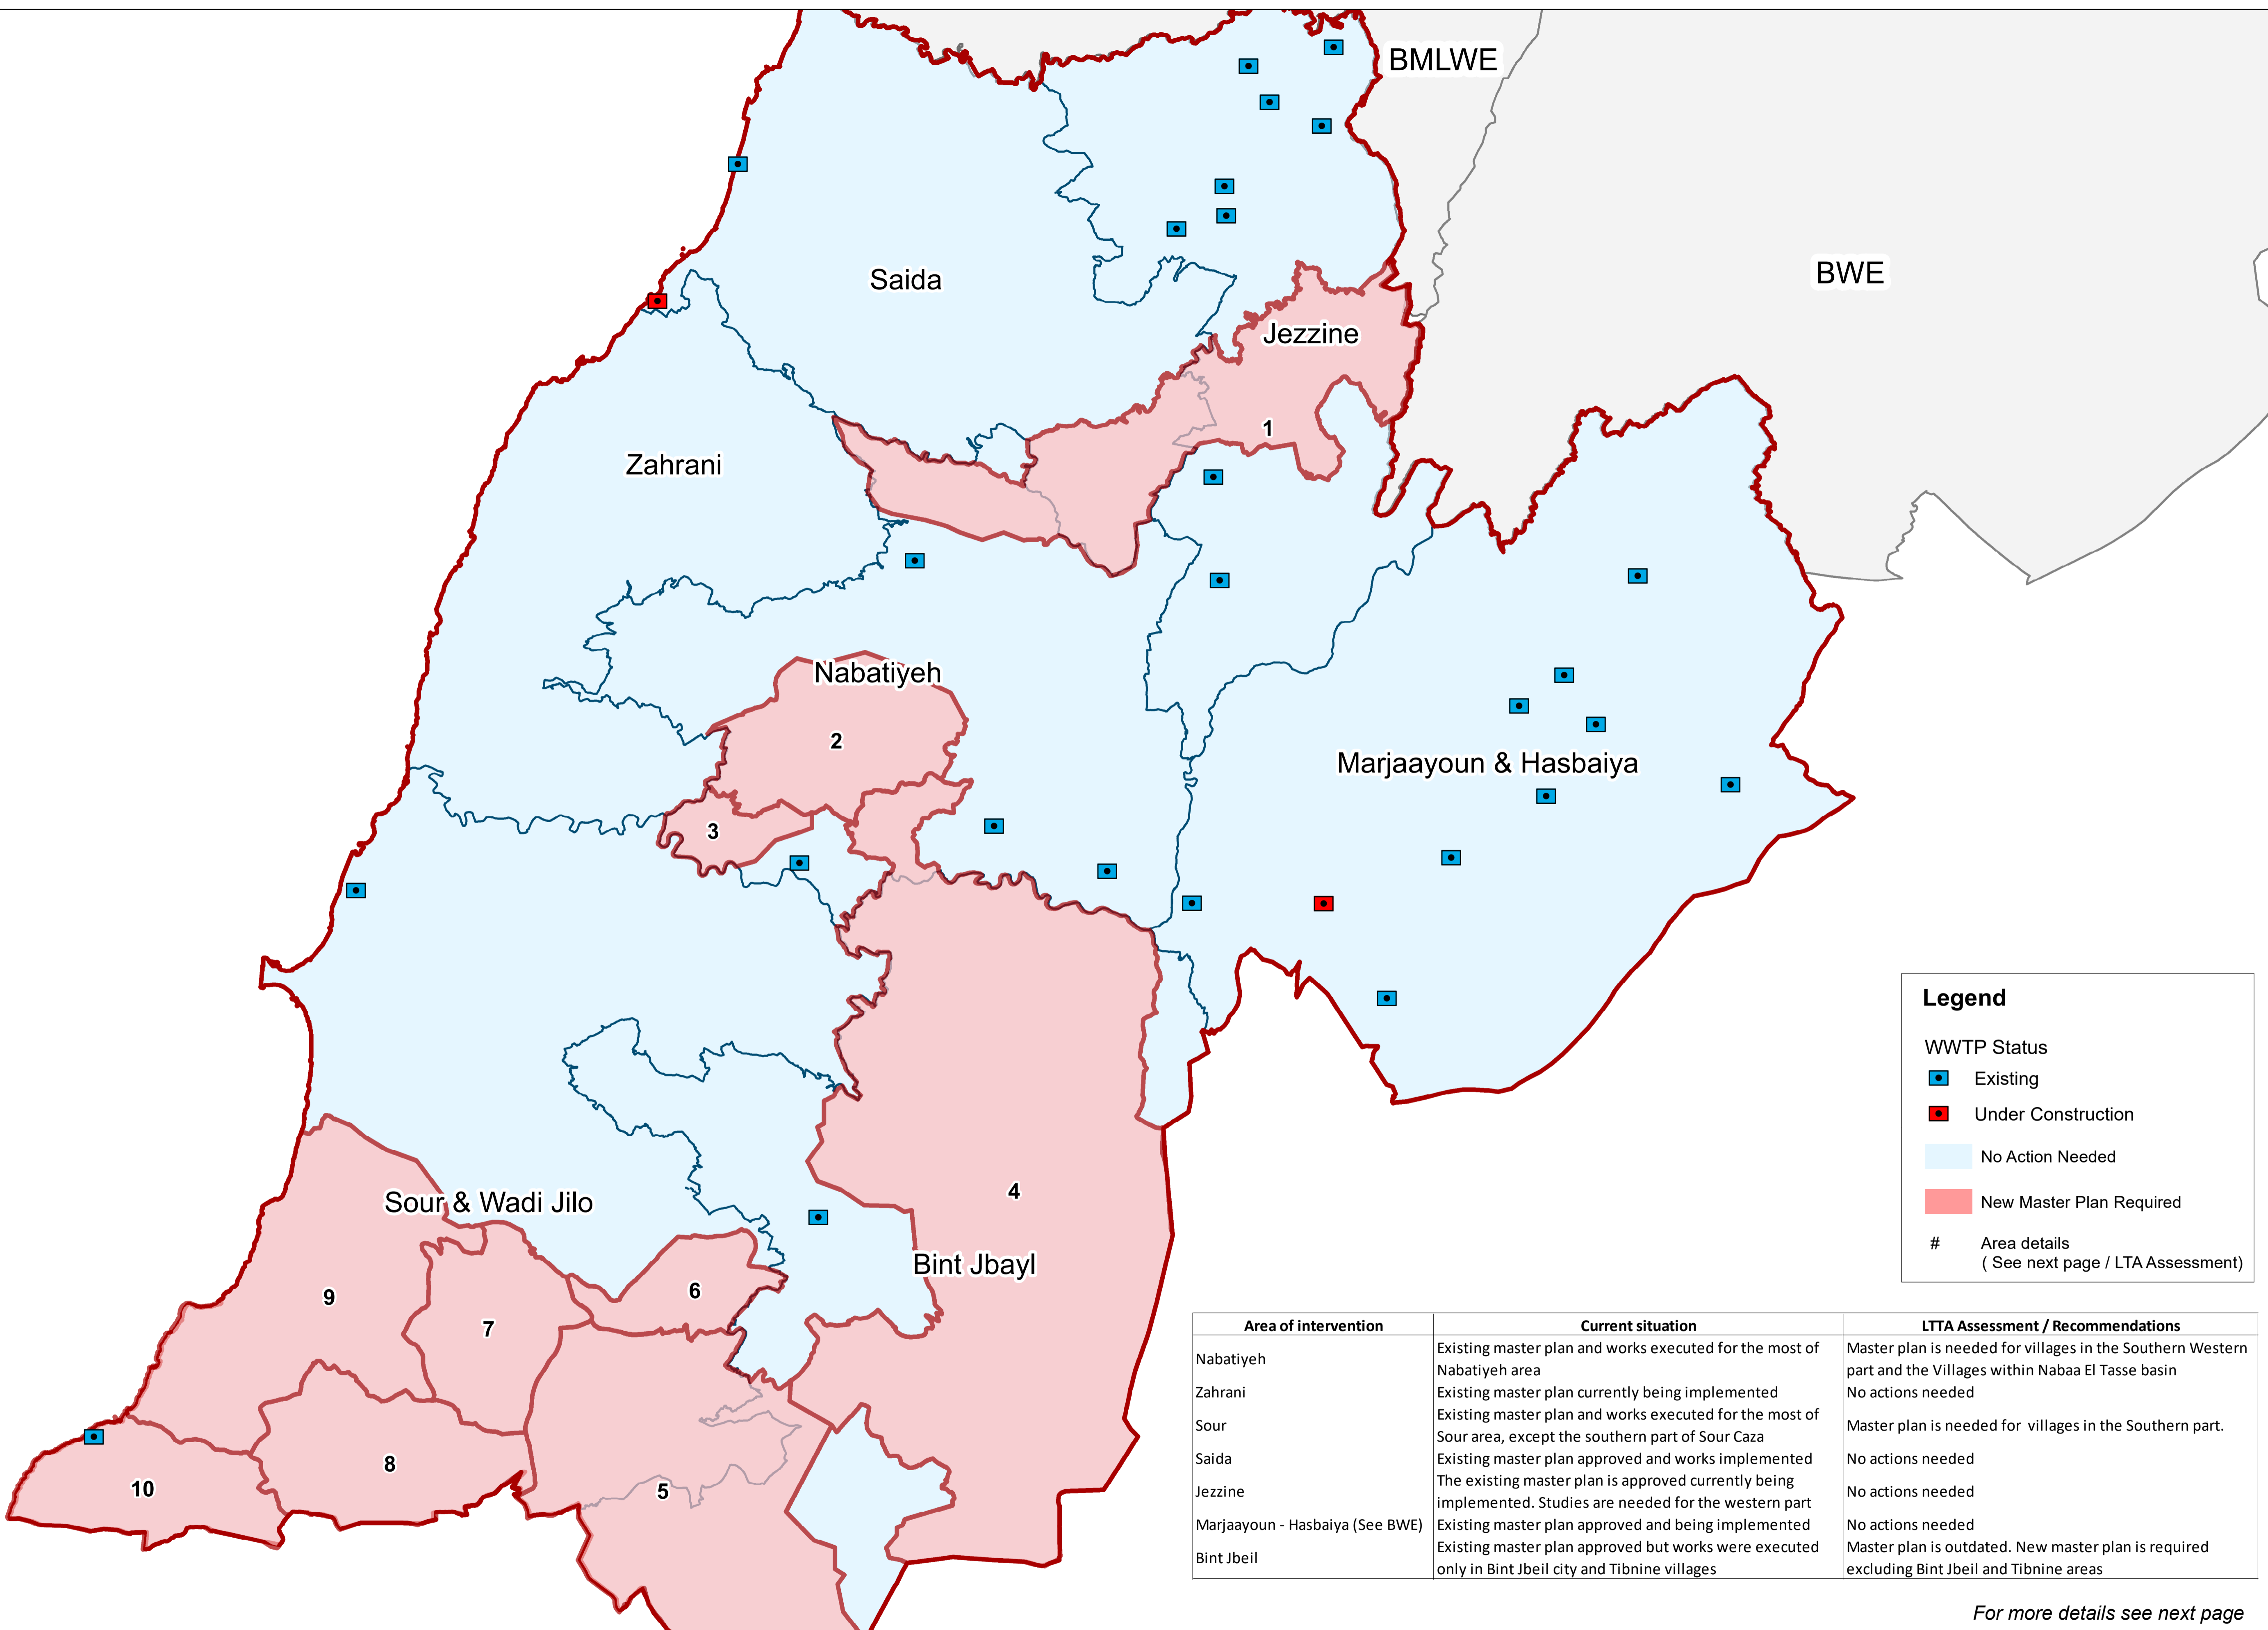 BMLWE
BWE
Saida
Jezzine
1
Zahrani
Nabatiyeh
2
Marjaayoun & Hasbaiya
3
4
Sour & Wadi Jilo
Bint Jbayl
6
9
7
8
10
5
Legend
WWTP Status
Existing
Under Construction
No Action Needed
New Master Plan Required
# Area details
( See next page / LTA Assessment)
Area of intervention Current situation LTTA Assessment / Recommendations
Nabatiyeh Existing master plan and works executed for the most of Nabatiyeh area Master plan is needed for villages in the Southern Western part and the Villages within Nabaa El Tasse basin
Zahrani Existing master plan currently being implemented No actions needed
Sour Existing master plan and works executed for the most of Sour area, except the southern part of Sour Caza Master plan is needed for villages in the Southern part.
Saida Existing master plan approved and works implemented No actions needed
Jezzine The existing master plan is approved currently being implemented. Studies are needed for the western part No actions needed
Marjaayoun - Hasbaiya (See BWE) Existing master plan approved and being implemented No actions needed
Bint Jbeil Existing master plan approved but works were executed only in Bint Jbeil city and Tibnine villages Master plan is outdated. New master plan is required excluding Bint Jbeil and Tibnine areas
For more details see next page